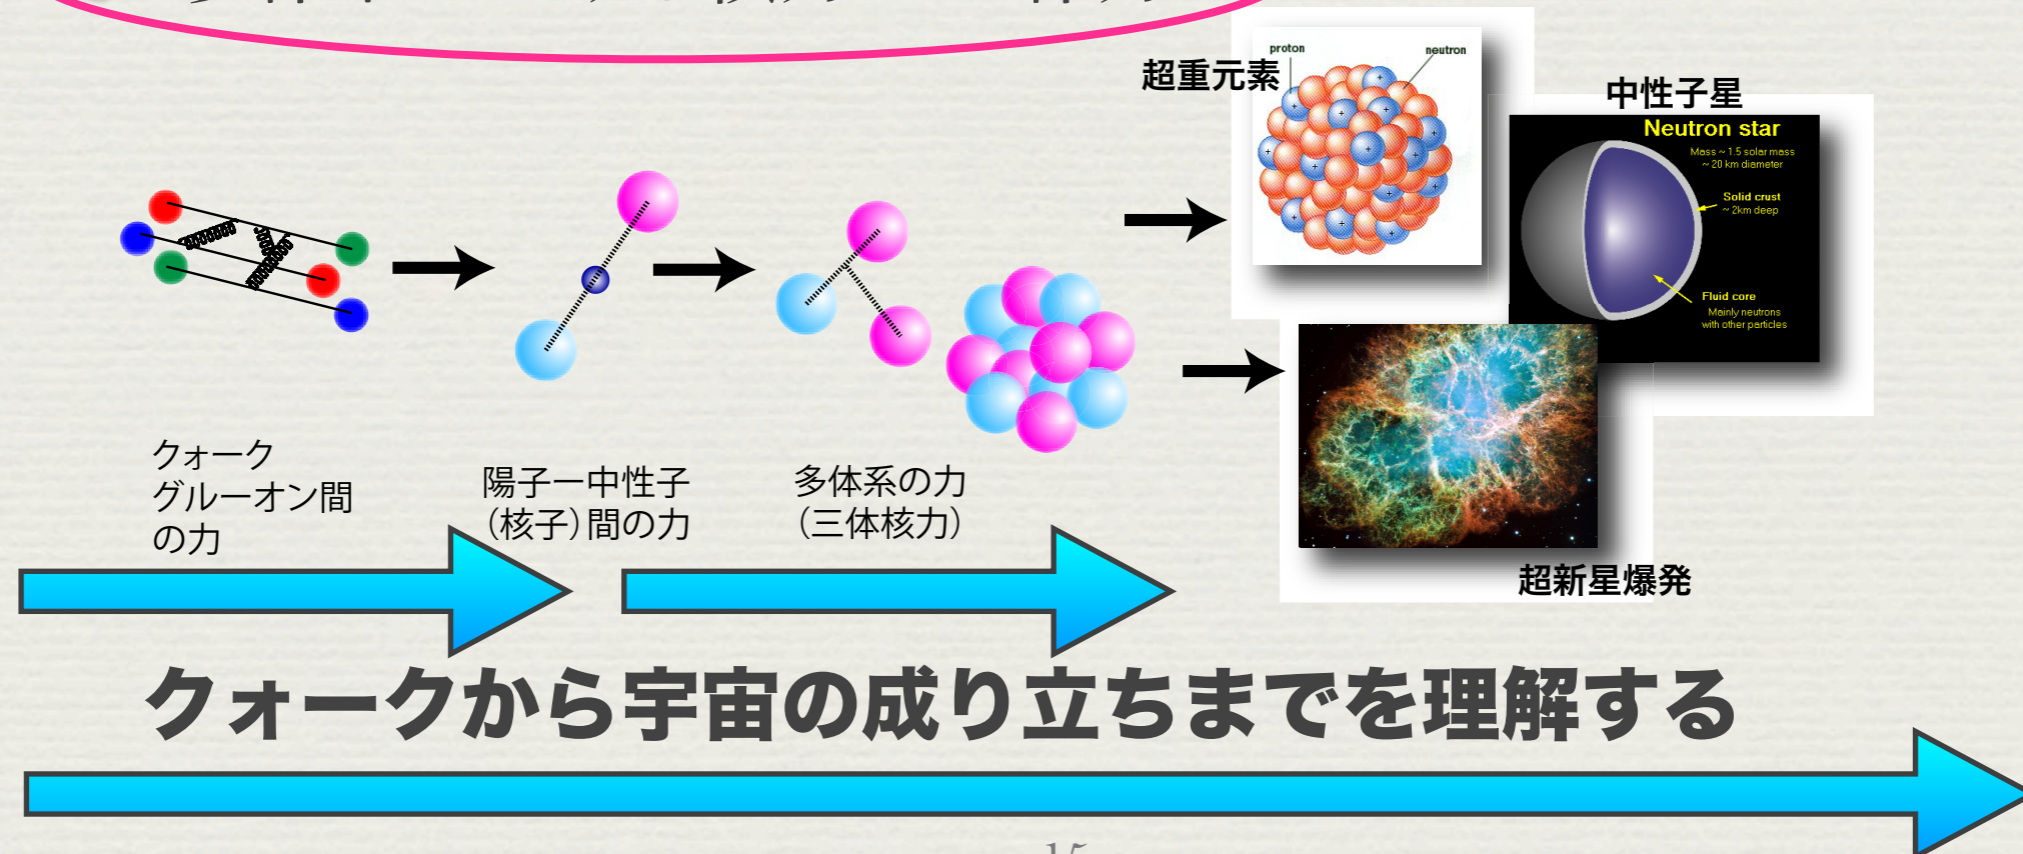 超重元素
proton
neutron
中性子星
Neutron star
Mass ~ 1.5 solar mass
~ 20 km diameter
Solid crust
~ 2km deep
Fluid core
Mainly neutrons
with other particles
+
+
+
+
+
+
+
+
+
+
+
+
+
クォーク
グルーオン間
の力
陽子ー中性子
（核子）間の力
多体系の力
（三体核力）
超新星爆発
クォークから宇宙の成り立ちまでを理解する